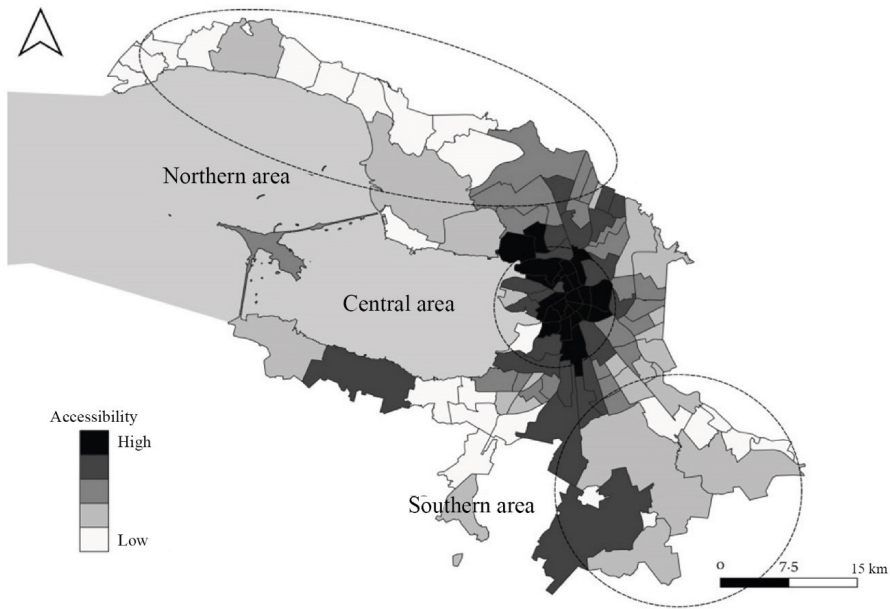 Northern area
Central area
Accessibility
High
Low
Southern area
0 7·5 15 km